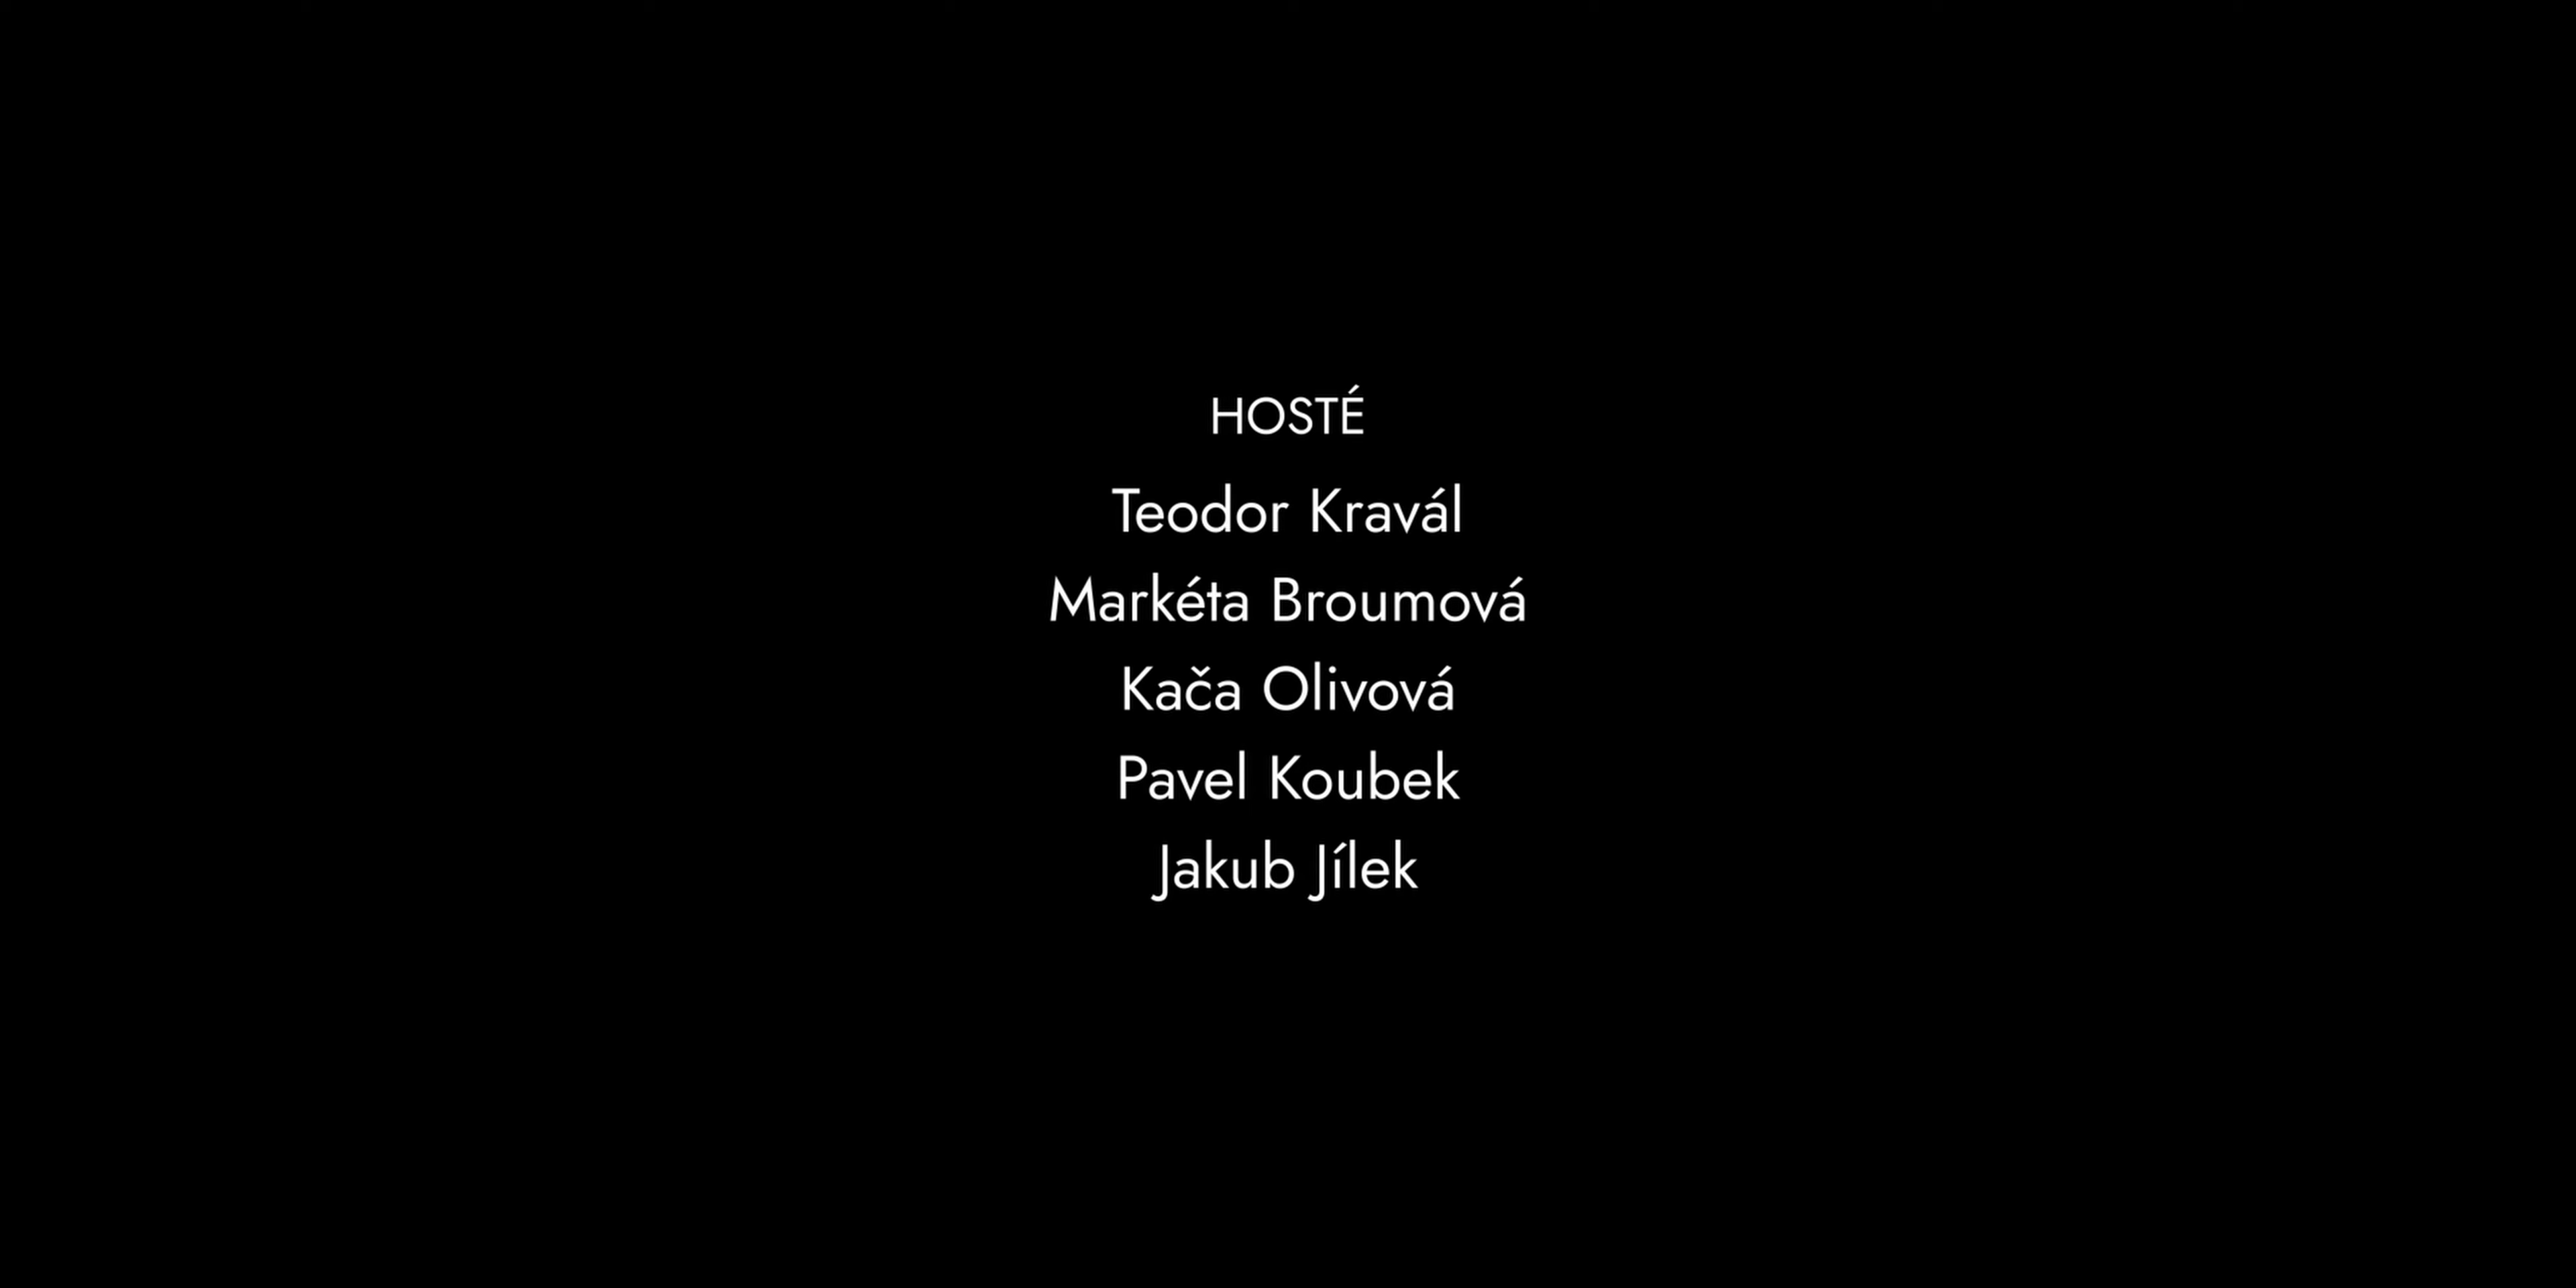 HOSTÉ
Teodor Kravál
Markéta Broumová
Kača Olivová
Pavel Koubek
Jakub Jílek